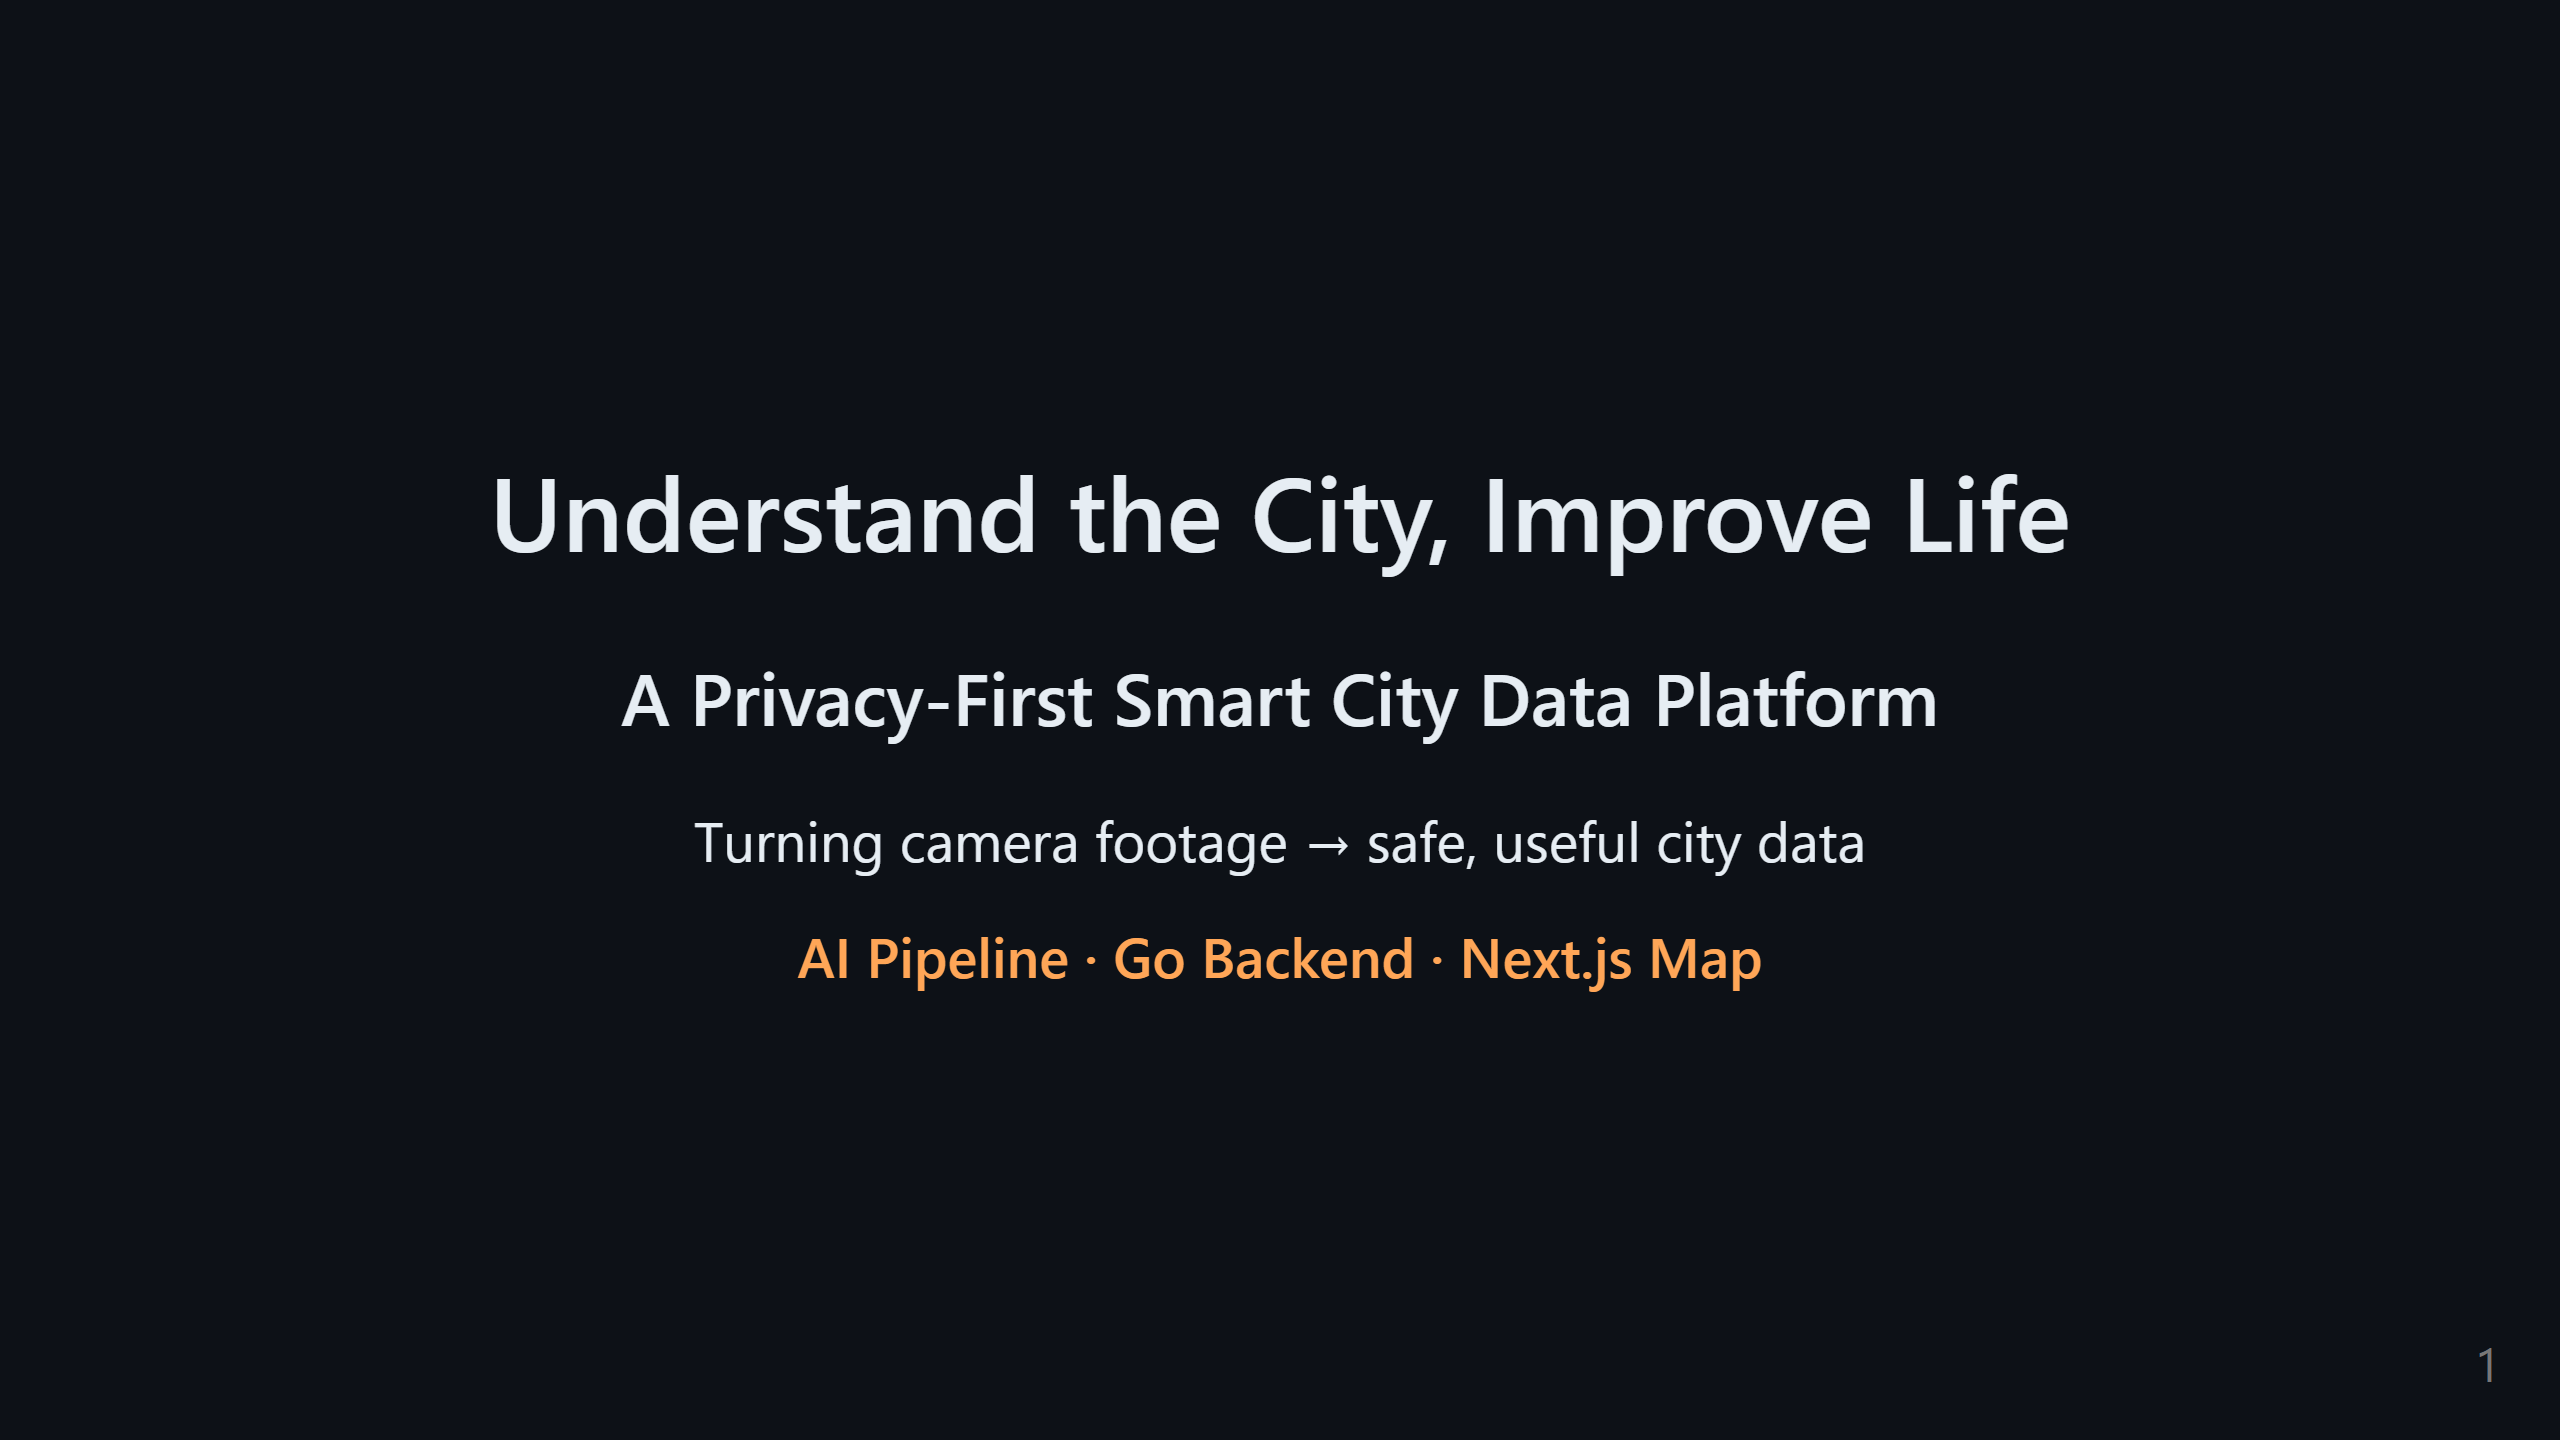 Understand the City, Improve Life
A Privacy-First Smart City Data Platform
Turning camera footage → safe, useful city data
AI Pipeline · Go Backend · Next.js Map
1